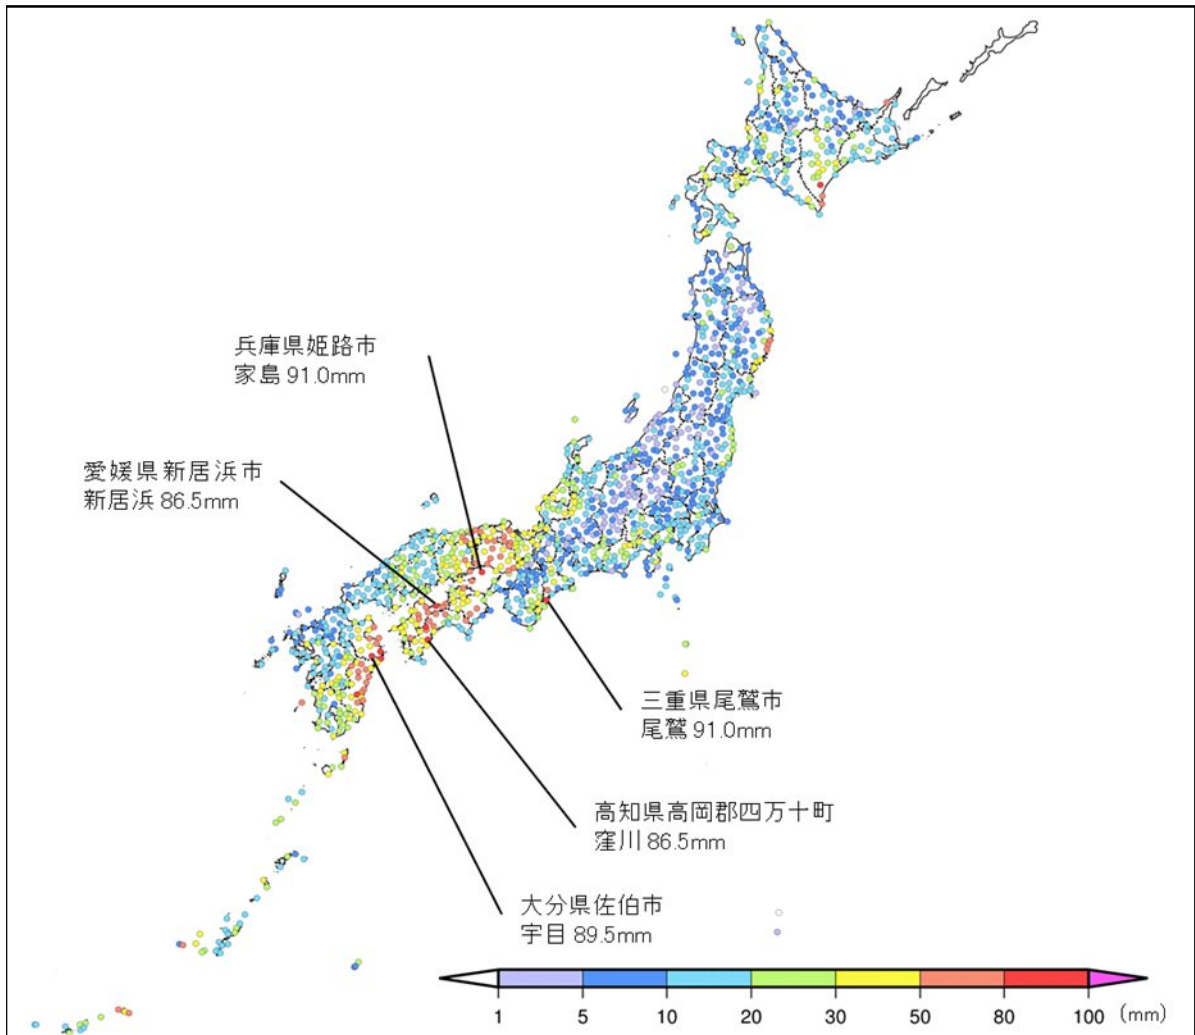 兵庫県姫路市
家島 91.0mm
愛媛県新居浜市
新居浜 86.5mm
三重県尾鷲市
尾鷲 91.0mm
高知県高岡郡四万十町
窪川 86.5mm
大分県佐伯市
宇目 89.5mm
1 5 10 20 30 50 80 100 (mm)